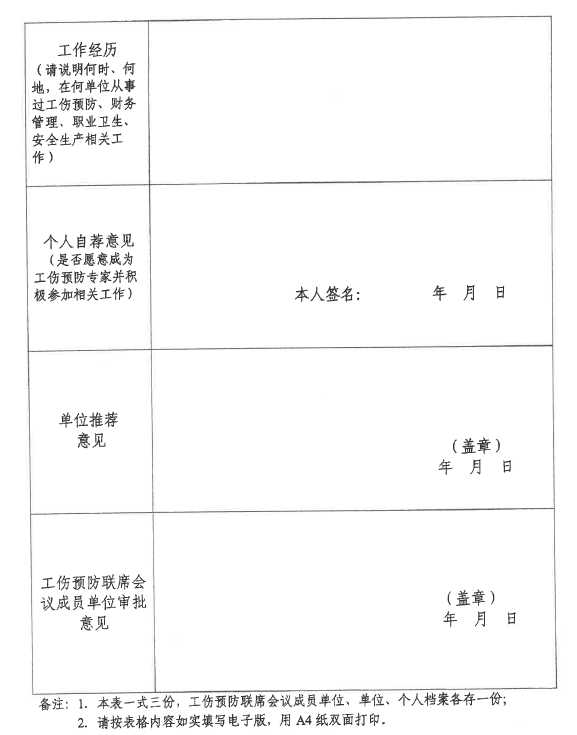 工作经历
（请说明何时、何
地，在何单位从事
过工伤预防、财务
管理、职业卫生、
安全生产相关工
作）
个人自荐意见
（是否愿意成为
工伤预防专家并积
极参加相关工作）
本人签名： 年 月 日
单位推荐
意见
（盖章）
年 月 日
工伤预防联席会
议成员单位审批
意见
（盖章）
年 月 日
备注：1. 本表一式三份，工伤预防联席会议成员单位、单位、个人档案各存一份；
2. 请按表格内容如实填写电子版，用 A4 纸双面打印．